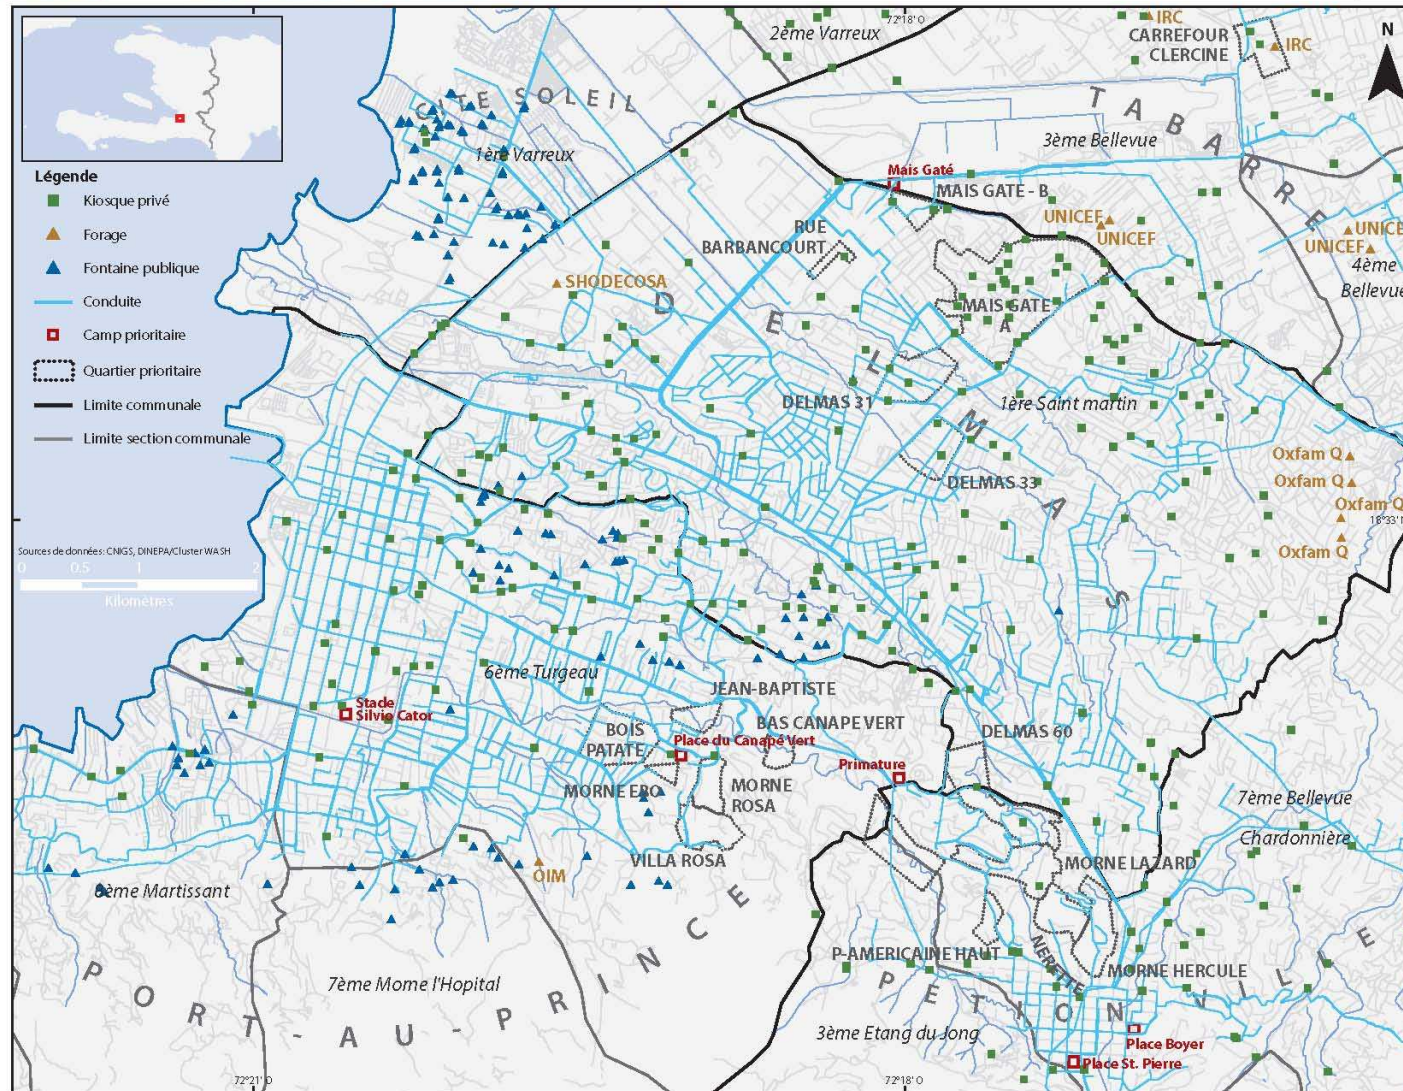 72°18' O
N
2ème Varreux
IRC
CARREFOUR
CLERCINE
IRC
CITE SOLEIL
TABARRE
3ème Bellevue
1ère Varreux
Légende
Kiosque privé
Forage
Fontaine publique
Conduite
Camp prioritaire
Quartier prioritaire
Limite communale
Limite section communale
Mais Gaté
MAIS GATE - B
RUE
BARBANCOURT
UNICEF
UNICEF
UNICEF
UNICEF
4ème
Bellevue
SHODECOSA
DELMAS
MAIS GATE
A
DELMAS 31
1ère Saint martin
DELMAS 33
Oxfam Q
Oxfam Q
Oxfam Q
18°33' N
Oxfam Q
Sources de données: CNIGS, DINEPA/Cluster WASH
0 0.5 1 2
Kilomètres
6ème Turgeau
JEAN-BAPTISTE
Stade
Silvio Cator
BOIS
PATATE
BAS CANAPE VERT
Place du Canapé Vert
DELMAS 60
Primature
MORNE ERO
MORNE
ROSA
7ème Bellevue
Chardonnière
VILLA ROSA
MORNE LAZARD
OIM
8ème Martissant
PORT-AU-PRINCE
P-AMERICAINE HAUT
NERETTE
MORNE HERCULE
7ème Morne l'Hopital
PETION VILLE
3ème Etang du Jong
Place Boyer
Place St. Pierre
72°21' O
72°18' O